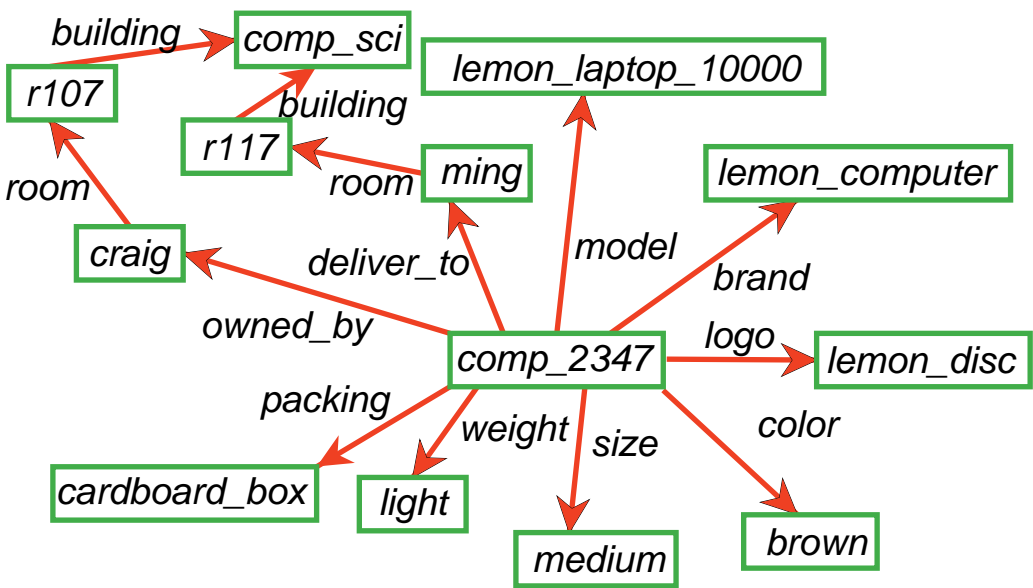 building
comp_sci
lemon_laptop_10000
r107
building
r117
room
ming
lemon_computer
room
craig
deliver_to
model
brand
owned_by
logo
comp_2347
lemon_disc
packing
weight
size
color
cardboard_box
light
medium
brown